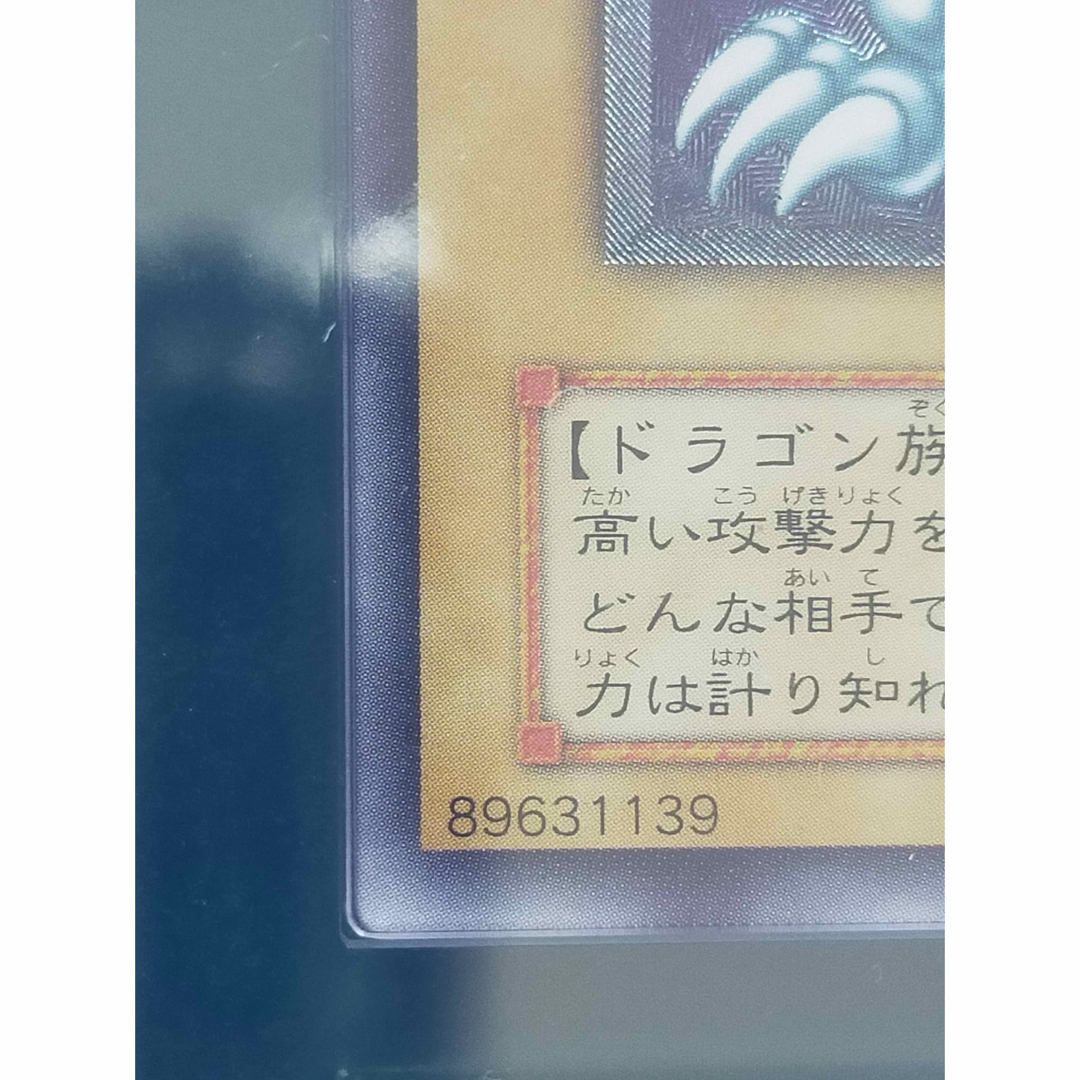 ぞく
【ドラゴン族
たか こう げきりょく
高い攻撃力を
あい て
どんな相手で
りょく はか し
力は計り知れ
89631139